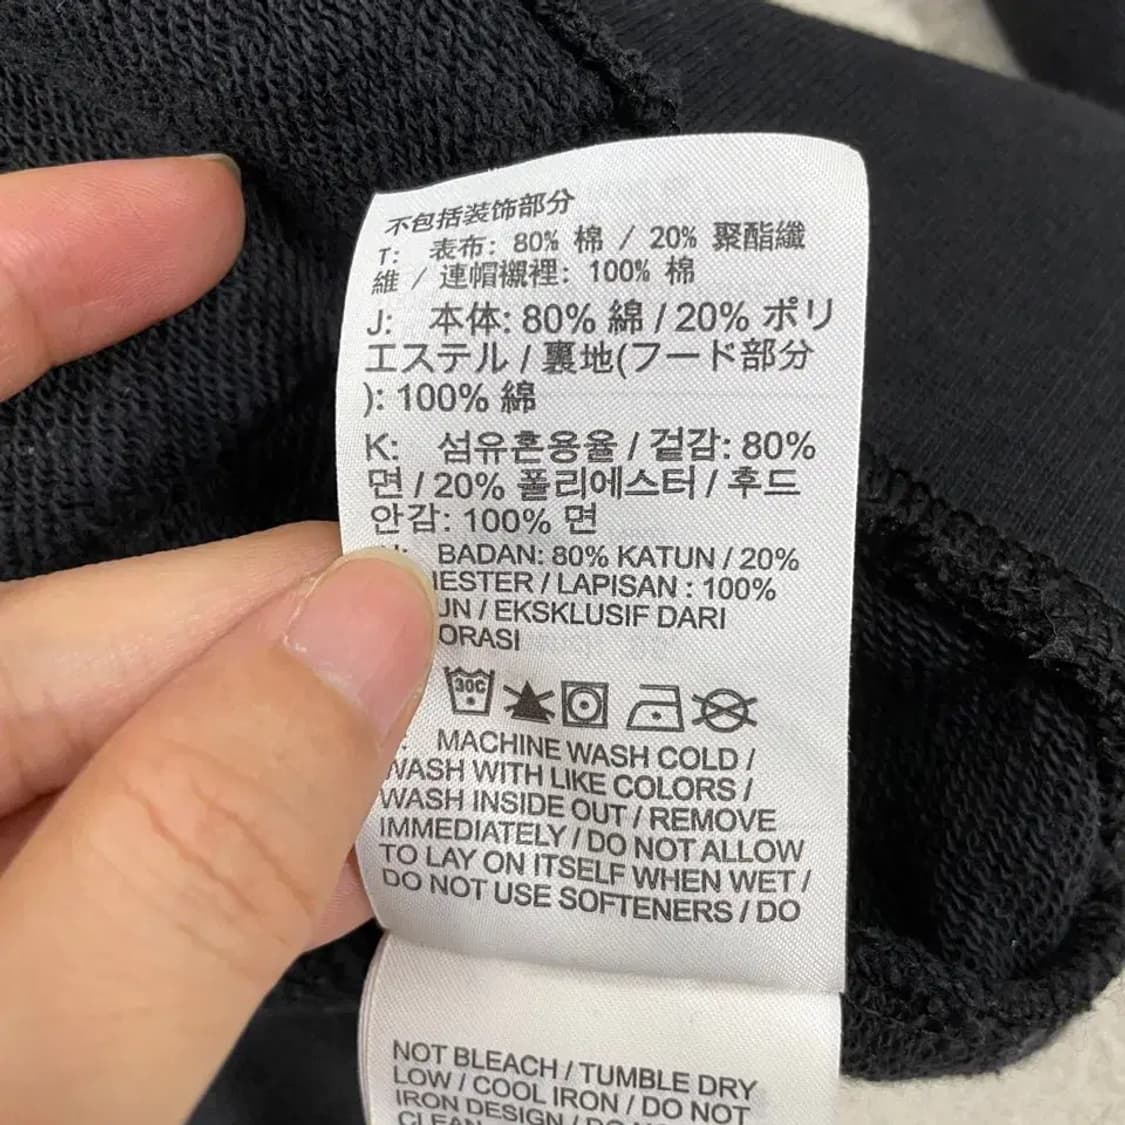 不包括装饰部分
T: 表布: 80% 棉 / 20% 聚酯纖
維 / 連帽襯裡: 100% 棉
J: 本体: 80% 綿 / 20% ポリ
エステル / 裏地(フード部分
): 100% 綿
K: 섬유혼용율 / 겉감: 80%
면 / 20% 폴리에스터 / 후드
안감: 100% 면
BADAN: 80% KATUN / 20%
IESTER / LAPISAN : 100%
UN / EKSKLUSIF DARI
ORASI
30C
MACHINE WASH COLD /
WASH WITH LIKE COLORS /
WASH INSIDE OUT / REMOVE
IMMEDIATELY / DO NOT ALLOW
TO LAY ON ITSELF WHEN WET /
DO NOT USE SOFTENERS / DO
NOT BLEACH / TUMBLE DRY
LOW / COOL IRON / DO NOT
IRON DESIGN / DO NOT
CLEAN